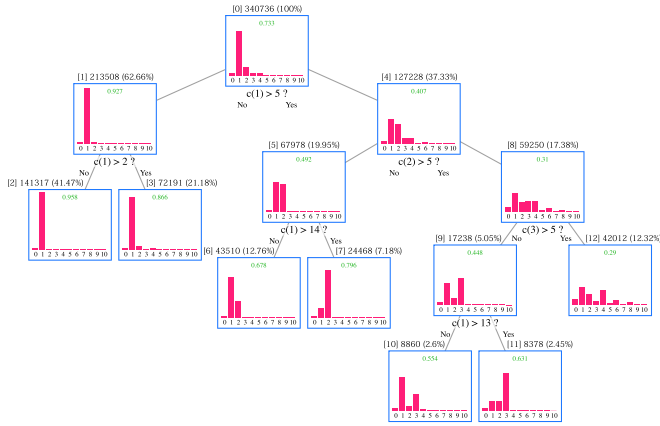 [0] 340736 (100%)
0.733
0 1 2 3 4 5 6 7 8 9 10
c(1) > 5 ?
No Yes
[1] 213508 (62.66%)
0.927
0 1 2 3 4 5 6 7 8 9 10
c(1) > 2 ?
No Yes
[4] 127228 (37.33%)
0.407
0 1 2 3 4 5 6 7 8 9 10
c(2) > 5 ?
No Yes
[2] 141317 (41.47%)
0.958
0 1 2 3 4 5 6 7 8 9 10
[3] 72191 (21.18%)
0.866
0 1 2 3 4 5 6 7 8 9 10
[5] 67978 (19.95%)
0.492
0 1 2 3 4 5 6 7 8 9 10
c(1) > 14 ?
No Yes
[8] 59250 (17.38%)
0.31
0 1 2 3 4 5 6 7 8 9 10
c(3) > 5 ?
No Yes
[6] 43510 (12.76%)
0.678
0 1 2 3 4 5 6 7 8 9 10
[7] 24468 (7.18%)
0.796
0 1 2 3 4 5 6 7 8 9 10
[9] 17238 (5.05%)
0.448
0 1 2 3 4 5 6 7 8 9 10
c(1) > 13 ?
No Yes
[12] 42012 (12.32%)
0.29
0 1 2 3 4 5 6 7 8 9 10
[10] 8860 (2.6%)
0.554
0 1 2 3 4 5 6 7 8 9 10
[11] 8378 (2.45%)
0.631
0 1 2 3 4 5 6 7 8 9 10